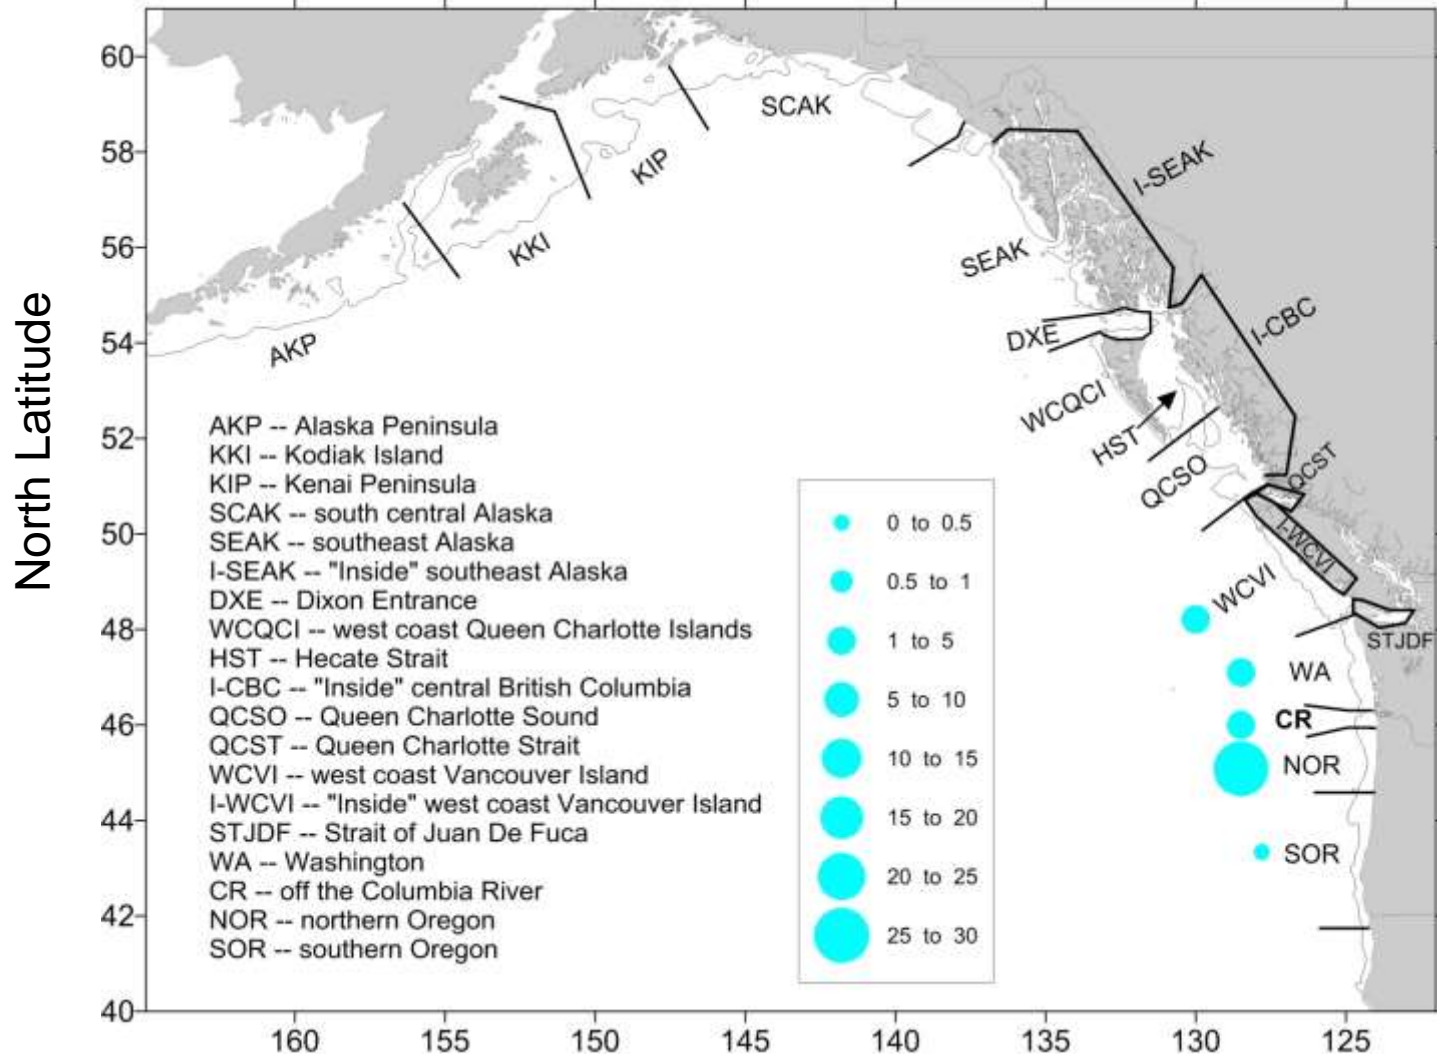 North Latitude
60
58
56
54
52
50
48
46
44
42
40
160
155
150
145
140
135
130
125
SCAK
KIP
KKI
AKP
I-SEAK
SEAK
I-CBC
DXE
WCQCI
HST
QCSO
QCST
I-WCVI
WCVI
STJDF
WA
CR
NOR
SOR
AKP -- Alaska Peninsula
KKI -- Kodiak Island
KIP -- Kenai Peninsula
SCAK -- south central Alaska
SEAK -- southeast Alaska
I-SEAK -- "Inside" southeast Alaska
DXE -- Dixon Entrance
WCQCI -- west coast Queen Charlotte Islands
HST -- Hecate Strait
I-CBC -- "Inside" central British Columbia
QCSO -- Queen Charlotte Sound
QCST -- Queen Charlotte Strait
WCVI -- west coast Vancouver Island
I-WCVI -- "Inside" west coast Vancouver Island
STJDF -- Strait of Juan De Fuca
WA -- Washington
CR -- off the Columbia River
NOR -- northern Oregon
SOR -- southern Oregon
0 to 0.5
0.5 to 1
1 to 5
5 to 10
10 to 15
15 to 20
20 to 25
25 to 30